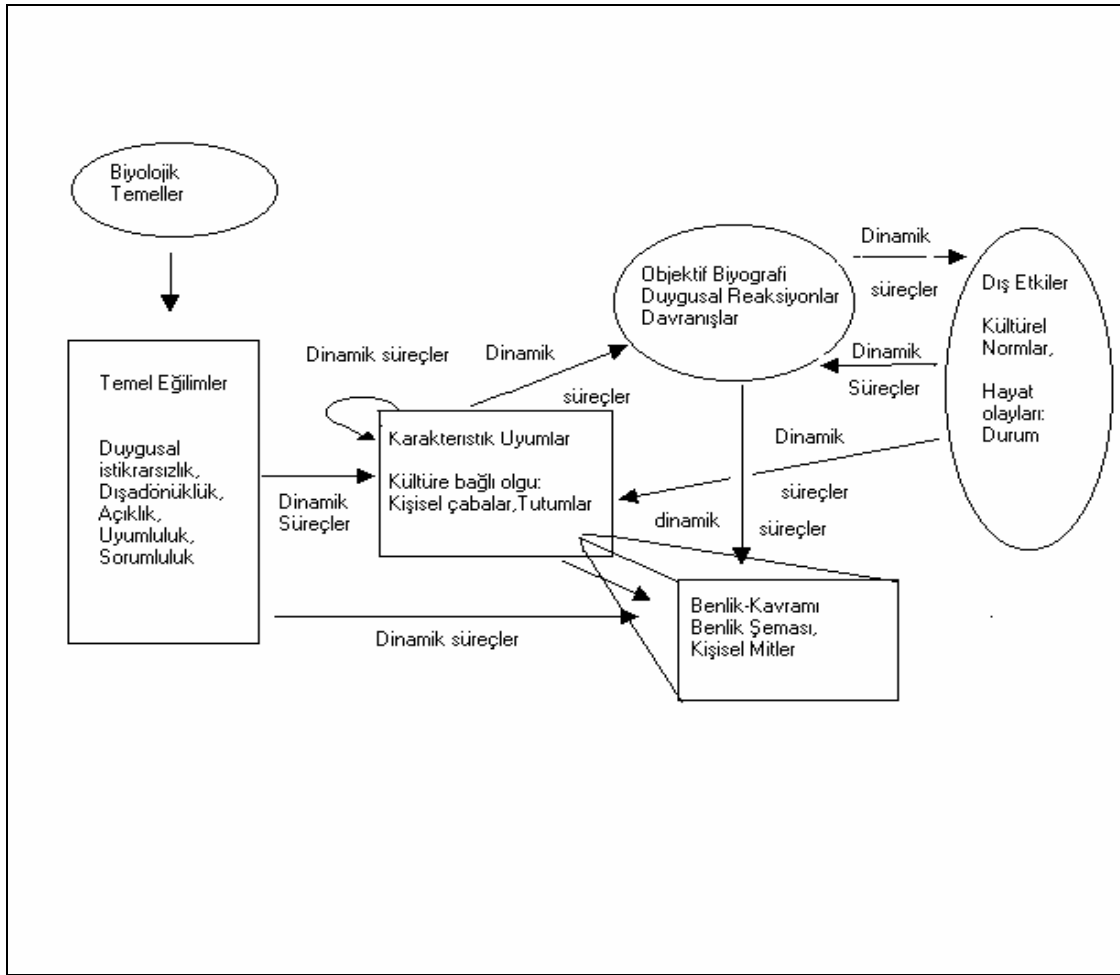 Biyolojik
Temeller
Temel Eğilimler
Duygusal
istikrarsızlık,
Dışadönüklük,
Açıklık,
Uyumluluk,
Sorumluluk
Dinamik
Süreçler
Dinamik süreçler
Dinamik süreçler
Karakteristik Uyumlar
Kültüre bağlı olgu:
Kişisel çabalar,Tutumlar
Dinamik
süreçler
Objektif Biyografi
Duygusal Reaksiyonlar
Davranışlar
Dinamik
süreçler
Dinamik
Süreçler
Dış Etkiler
Kültürel
Normlar,
Hayat
olayları:
Durum
Dinamik
süreçler
dinamik
süreçler
Benlik-Kavramı
Benlik Şeması,
Kişisel Mitler